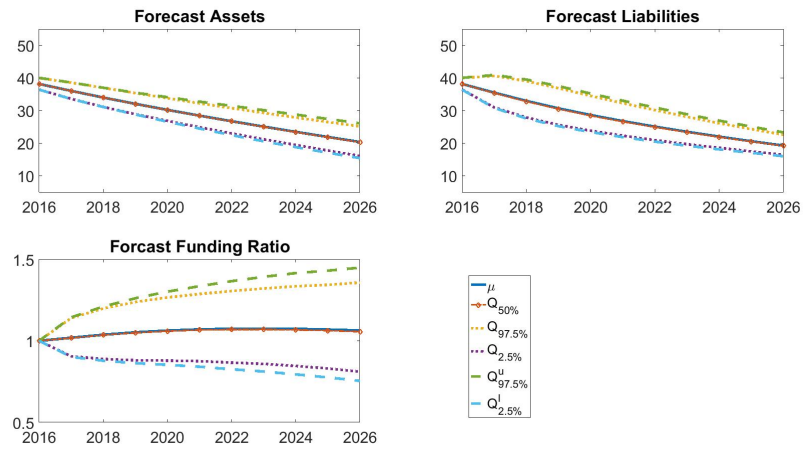 Forecast Assets
50
40
30
20
10
2016 2018 2020 2022 2024 2026
Forecast Liabilities
50
40
30
20
10
2016 2018 2020 2022 2024 2026
Forcast Funding Ratio
1.5
1
0.5
2016 2018 2020 2022 2024 2026
μ
Q50%
Q97.5%
Q2.5%
Qu97.5%
Ql2.5%